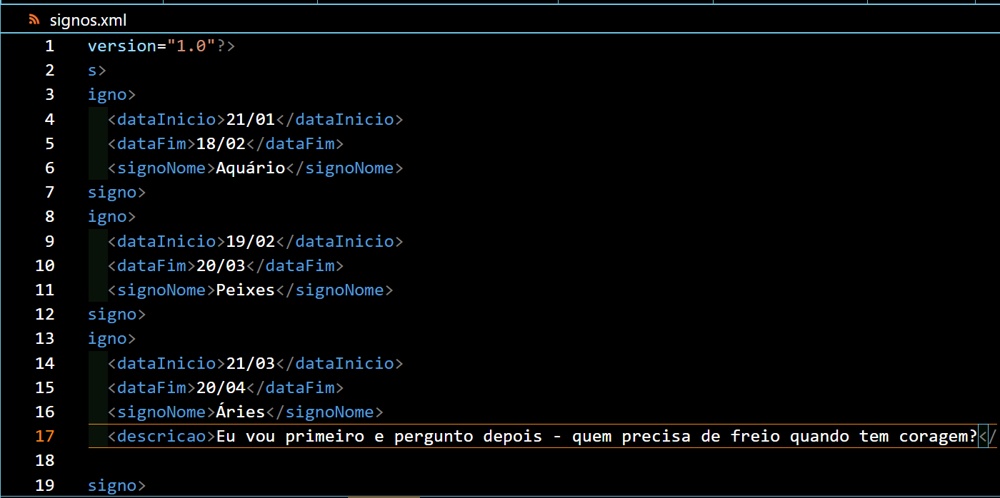 signos.xml
1 version="1.0"?>
2 s>
3 igno>
4 <dataInicio>21/01</dataInicio>
5 <dataFim>18/02</dataFim>
6 <signoNome>Aquário</signoNome>
7 signo>
8 igno>
9 <dataInicio>19/02</dataInicio>
10 <dataFim>20/03</dataFim>
11 <signoNome>Peixes</signoNome>
12 signo>
13 igno>
14 <dataInicio>21/03</dataInicio>
15 <dataFim>20/04</dataFim>
16 <signoNome>Áries</signoNome>
17 <descricao>Eu vou primeiro e pergunto depois - quem precisa de freio quando tem coragem?</
18
19 signo>